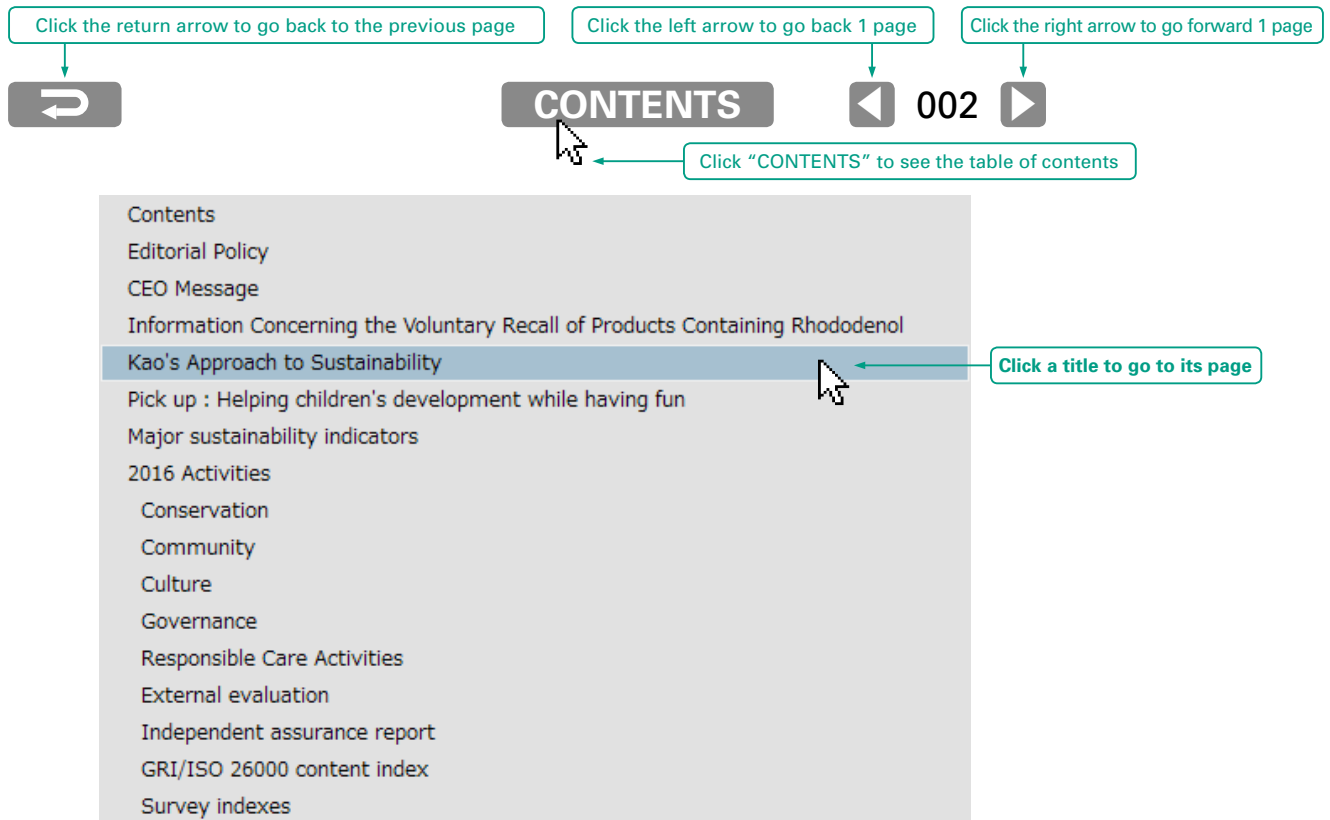 Click the return arrow to go back to the previous page
Click the left arrow to go back 1 page
Click the right arrow to go forward 1 page
CONTENTS
002
Click “CONTENTS” to see the table of contents
Contents
Editorial Policy
CEO Message
Information Concerning the Voluntary Recall of Products Containing Rhododenol
Kao's Approach to Sustainability
Click a title to go to its page
Pick up : Helping children's development while having fun
Major sustainability indicators
2016 Activities
Conservation
Community
Culture
Governance
Responsible Care Activities
External evaluation
Independent assurance report
GRI/ISO 26000 content index
Survey indexes